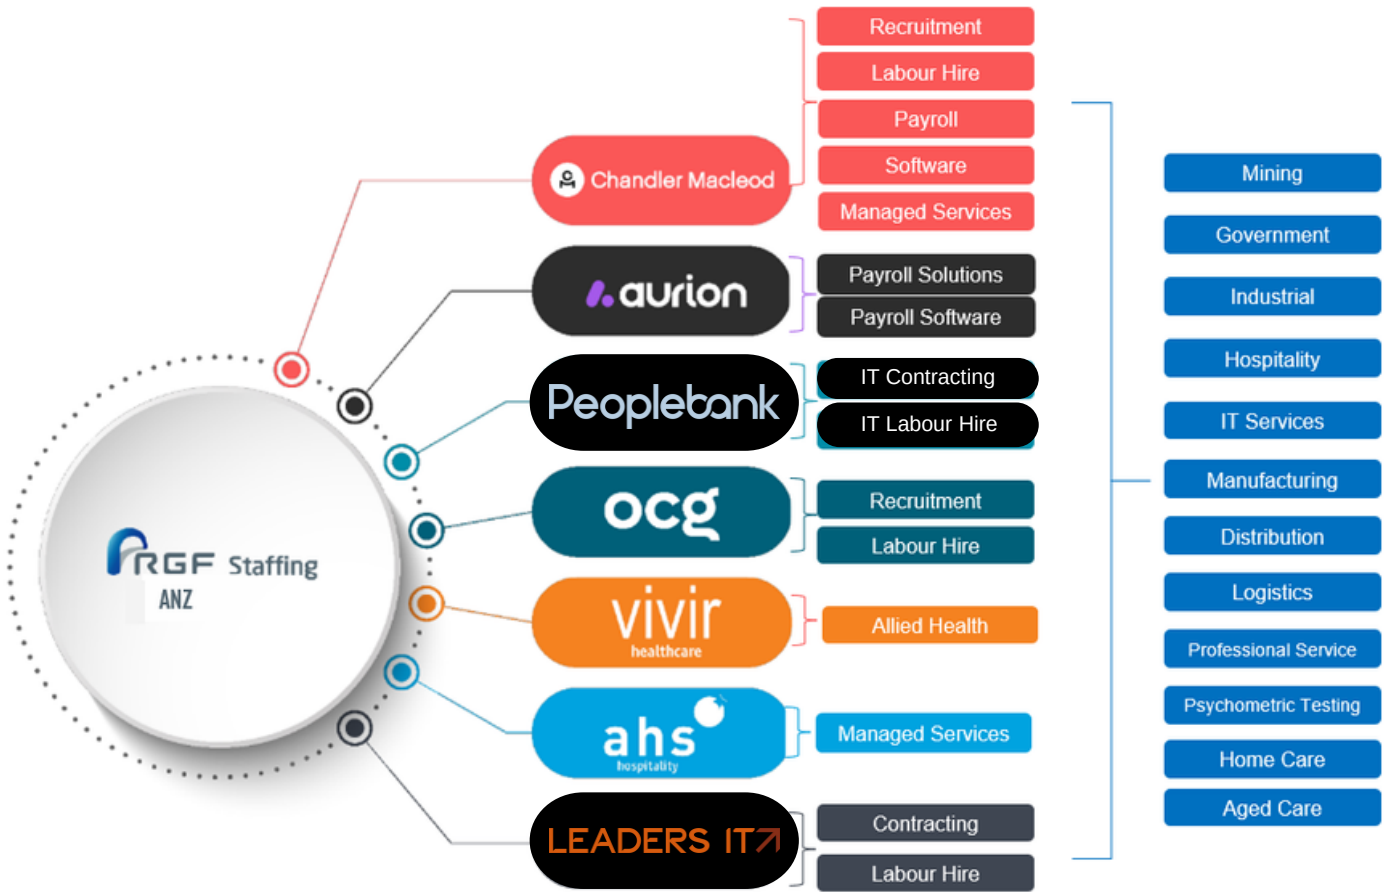 RGF Staffing
ANZ
Chandler Macleod
Recruitment
Labour Hire
Payroll
Software
Managed Services
aurion
Payroll Solutions
Payroll Software
Peoplebank
IT Contracting
IT Labour Hire
ocg
Recruitment
Labour Hire
vivir
healthcare
Allied Health
ahs
hospitality
Managed Services
LEADERS IT
Contracting
Labour Hire
Mining
Government
Industrial
Hospitality
IT Services
Manufacturing
Distribution
Logistics
Professional Service
Psychometric Testing
Home Care
Aged Care